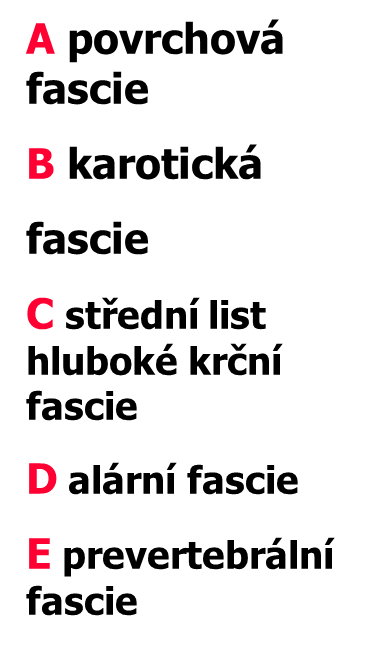 A povrchová
fascie
B karotická
fascie
C střední list
hluboké krční
fascie
D alární fascie
E prevertebrální
fascie